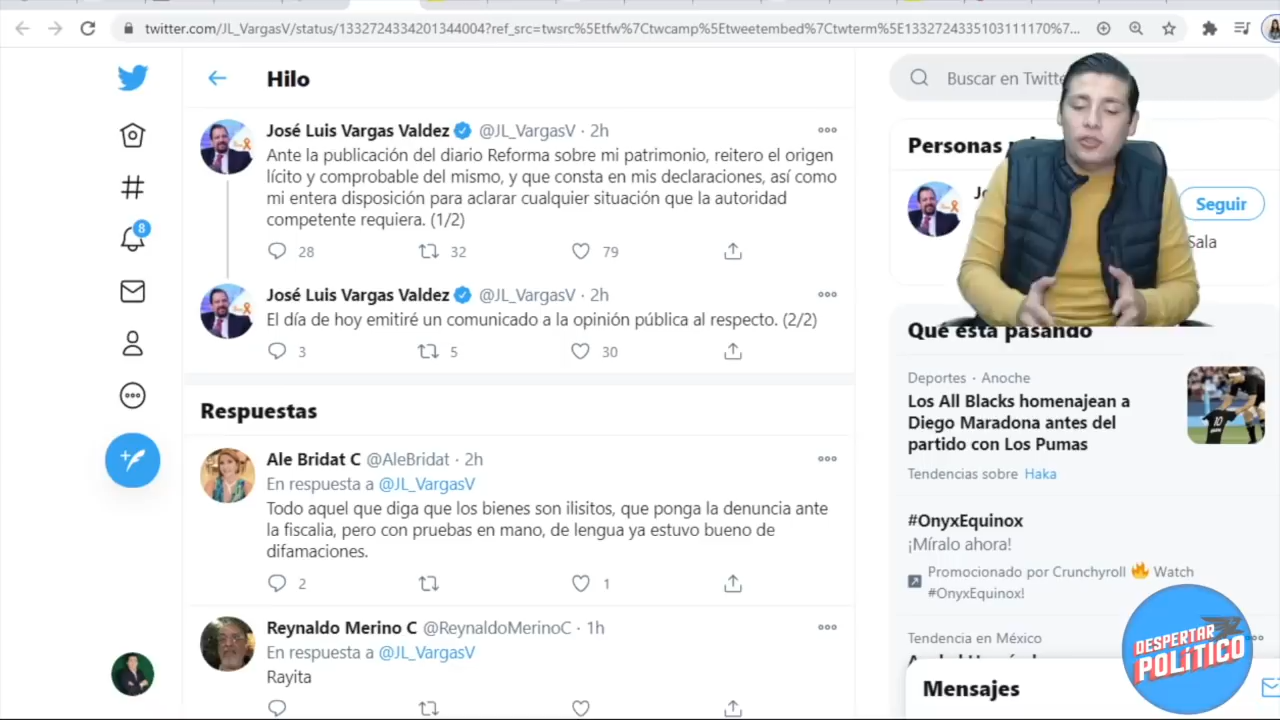 twitter.com/JL_VargasV/status/1332724334201344004?ref_src=twsrc%5Etfw%7Ctwcamp%5Etweetembed%7Ctwterm%5E1332724335103111170%7...
Hilo
Buscar en Twitte
José Luis Vargas Valdez @JL_VargasV · 2h
Ante la publicación del diario Reforma sobre mi patrimonio, reitero el origen
lícito y comprobable del mismo, y que consta en mis declaraciones, así como
mi entera disposición para aclarar cualquier situación que la autoridad
competente requiera. (1/2)
28 32 79
José Luis Vargas Valdez @JL_VargasV · 2h
El día de hoy emitiré un comunicado a la opinión pública al respecto. (2/2)
3 5 30
8
Respuestas
Ale Bridat C @AleBridat · 2h
En respuesta a @JL_VargasV
Todo aquel que diga que los bienes son ilisitos, que ponga la denuncia ante
la fiscalia, pero con pruebas en mano, de lengua ya estuvo bueno de
difamaciones.
2 1
Reynaldo Merino C @ReynaldoMerinoC · 1h
En respuesta a @JL_VargasV
Rayita
Personas
Seguir
Sala
Qué está pasando
Deportes · Anoche
Los All Blacks homenajean a
Diego Maradona antes del
partido con Los Pumas
Tendencias sobre Haka
#OnyxEquinox
¡Míralo ahora!
Promocionado por Crunchyroll 🔥 Watch
#OnyxEquinox!
Tendencia en México
Mensajes
DESPERTAR
POLÍTICO